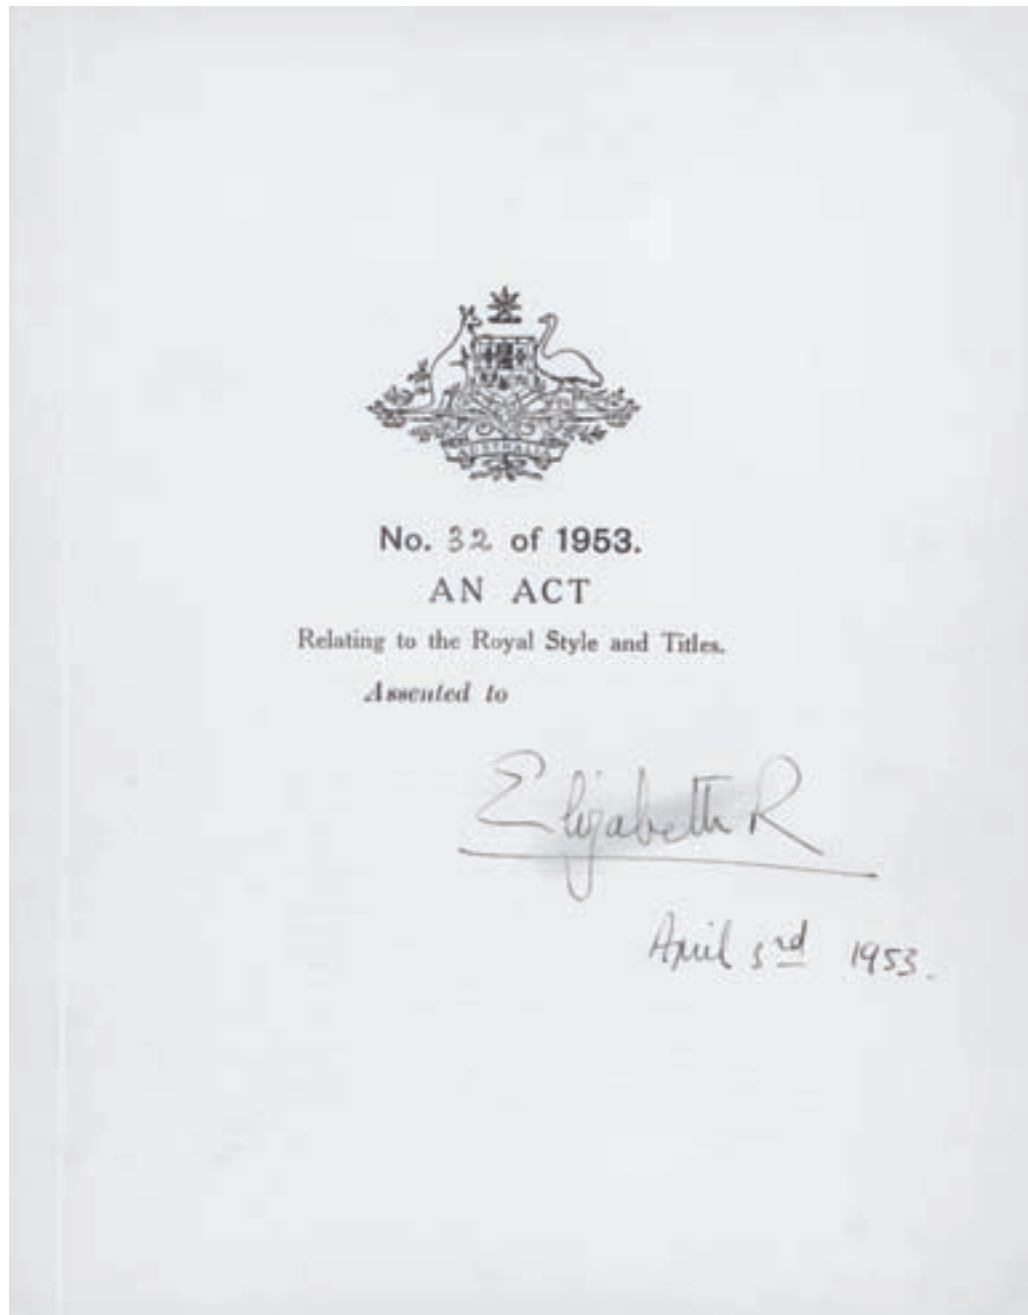 AUSTRALIA
No. 32 of 1953.
AN ACT
Relating to the Royal Style and Titles.
Assented to
Elizabeth R
April 3rd 1953.